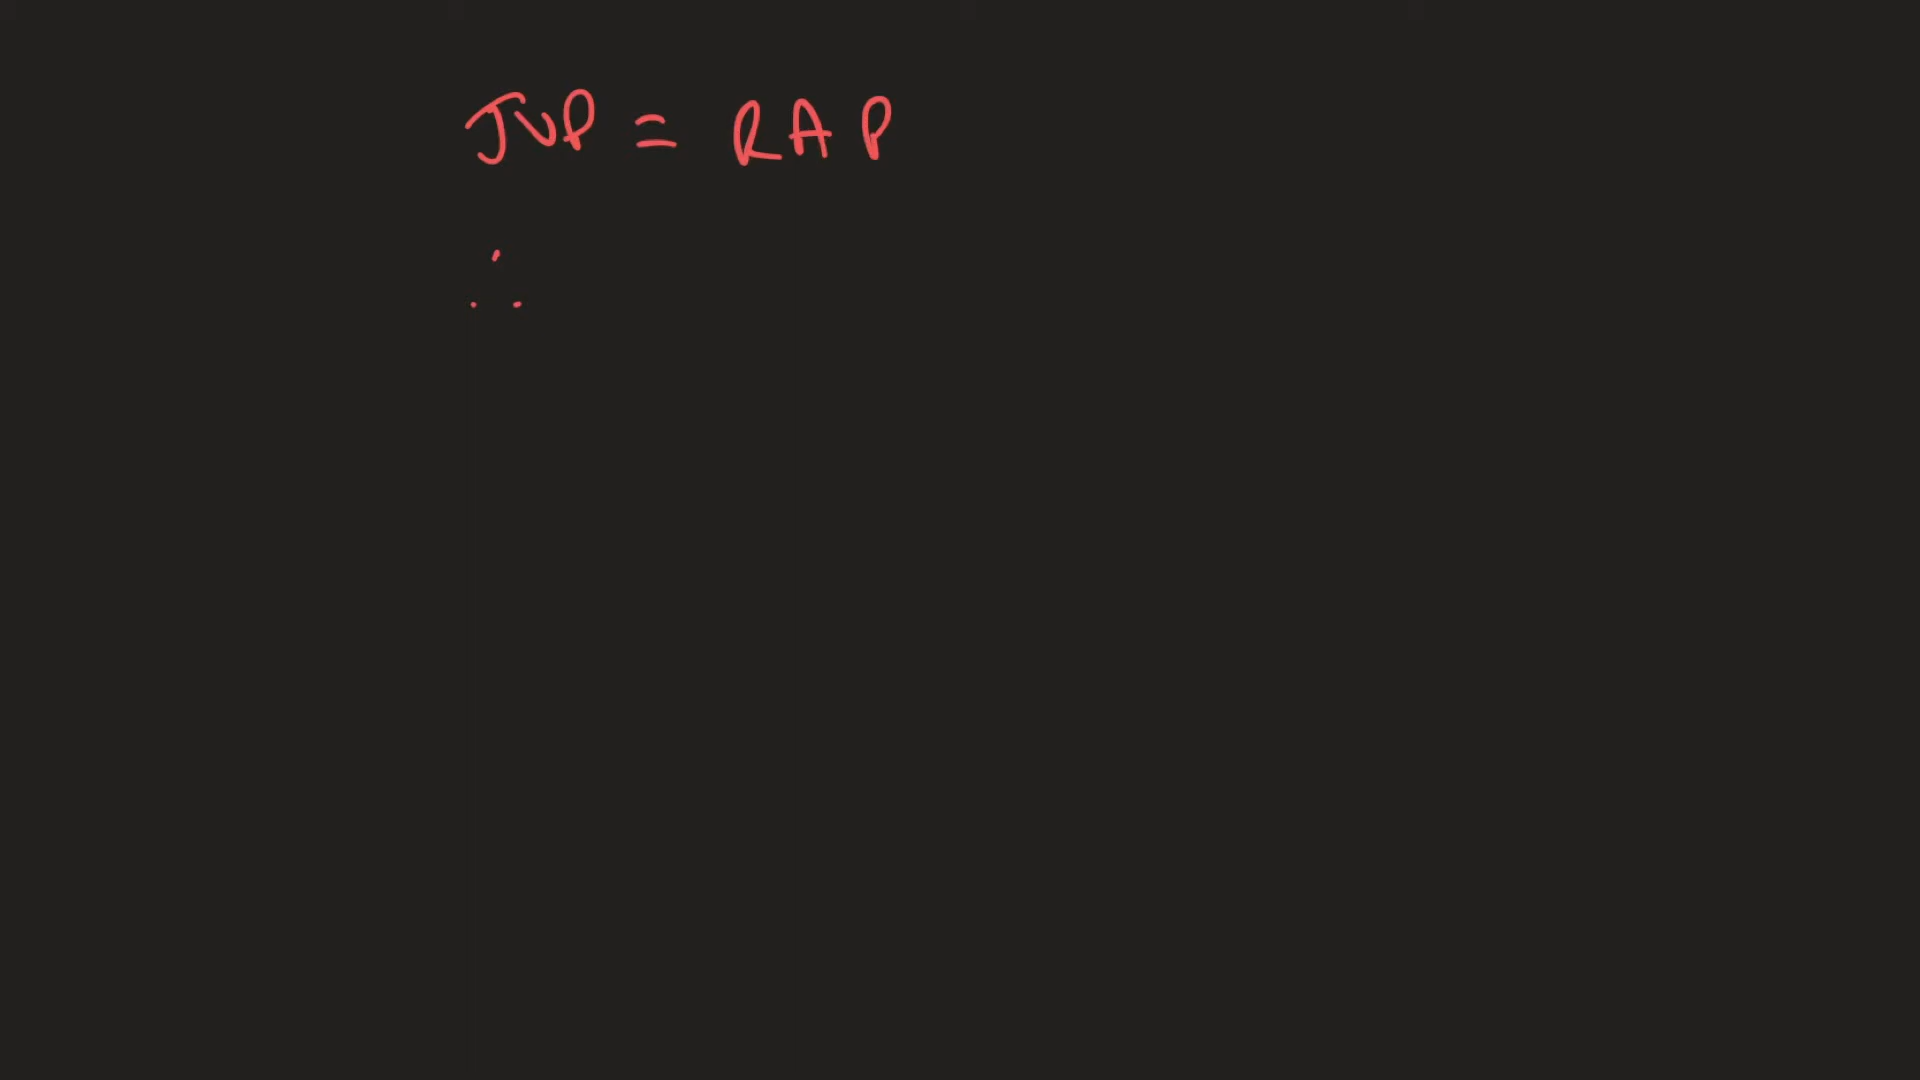 JVP = RAP
∴